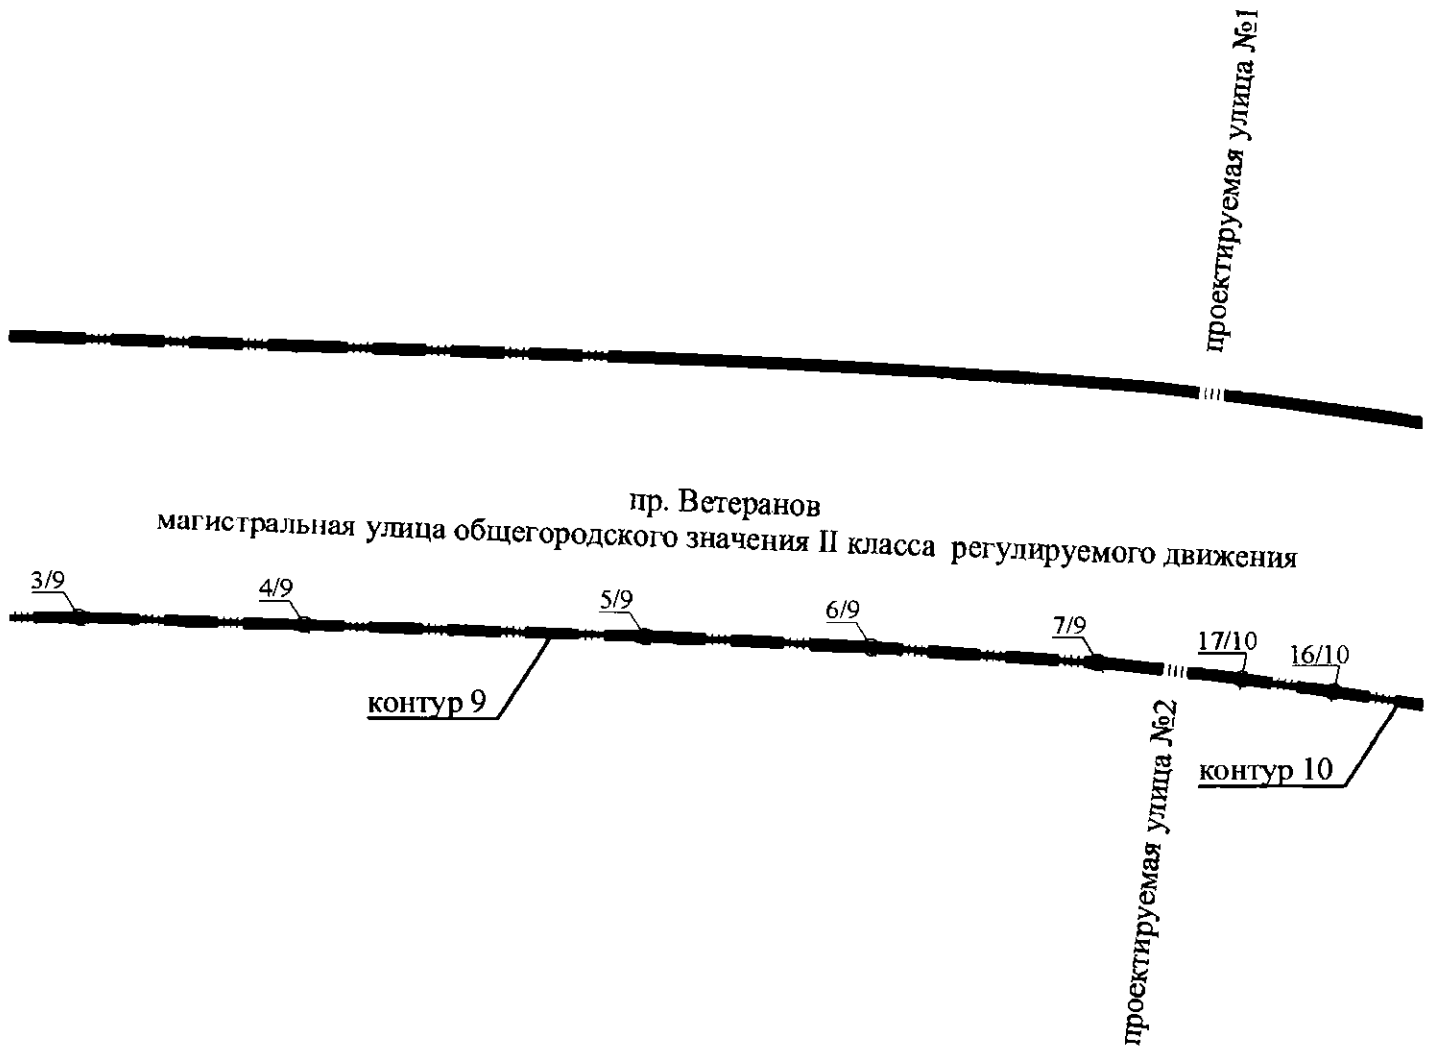 проектируемая улица №1
пр. Ветеранов
магистральная улица общегородского значения II класса регулируемого движения
3/9
4/9
5/9
6/9
7/9
17/10
16/10
контур 9
контур 10
проектируемая улица №2